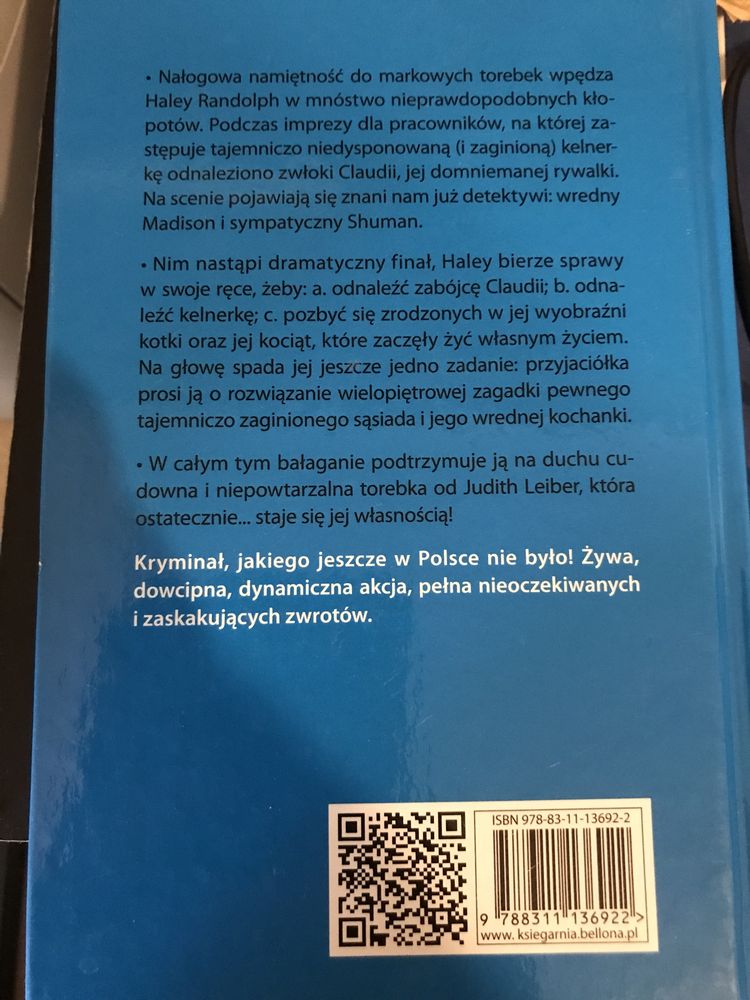 • Nałogowa namiętność do markowych torebek wpędza
Haley Randolph w mnóstwo nieprawdopodobnych kło-
potów. Podczas imprezy dla pracowników, na której za-
stępuje tajemniczo niedysponowaną (i zaginioną) kelner-
kę odnaleziono zwłoki Claudii, jej domniemanej rywalki.
Na scenie pojawiają się znani nam już detektywi: wredny
Madison i sympatyczny Shuman.
• Nim nastąpi dramatyczny finał, Haley bierze sprawy
w swoje ręce, żeby: a. odnaleźć zabójcę Claudii; b. odna-
leźć kelnerkę; c. pozbyć się zrodzonych w jej wyobraźni
kotki oraz jej kociąt, które zaczęły żyć własnym życiem.
Na głowę spada jej jeszcze jedno zadanie: przyjaciółka
prosi ją o rozwiązanie wielopiętrowej zagadki pewnego
tajemniczo zaginionego sąsiada i jego wrednej kochanki.
• W całym tym bałaganie podtrzymuje ją na duchu cu-
downa i niepowtarzalna torebka od Judith Leiber, która
ostatecznie... staje się jej własnością!
Kryminał, jakiego jeszcze w Polsce nie było! Żywa,
dowcipna, dynamiczna akcja, pełna nieoczekiwanych
i zaskakujących zwrotów.
ISBN 978-83-11-13692-2
9 788311 136922 >
www. ksiegarnia.bellona.pl